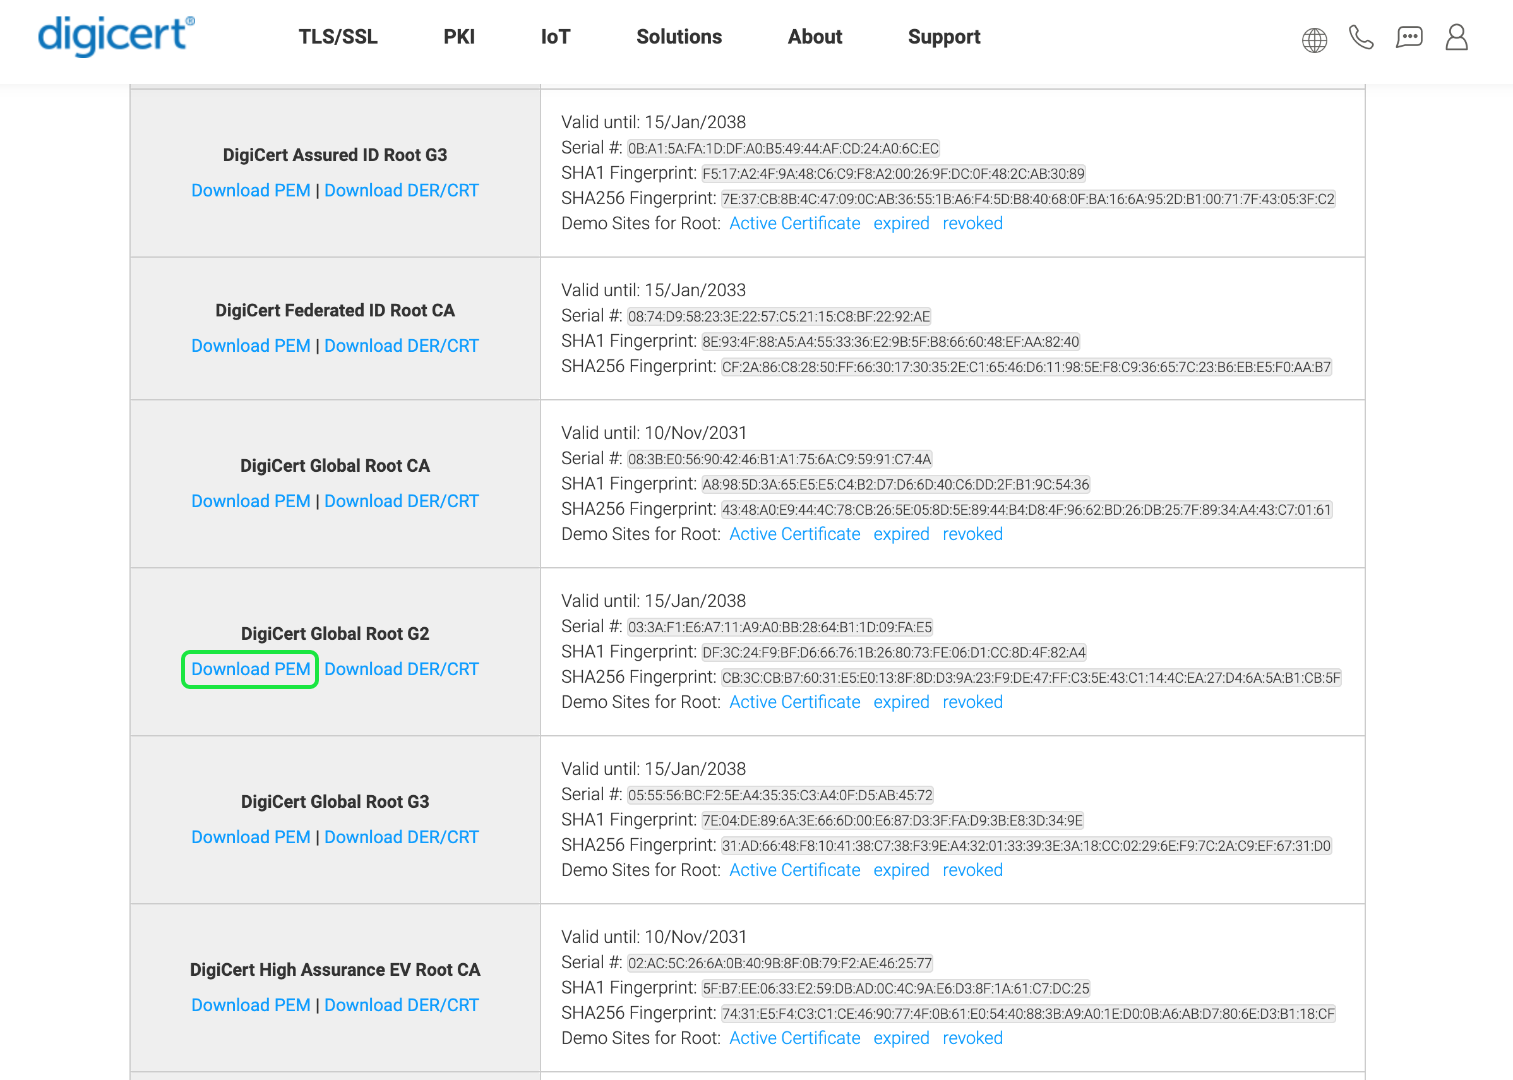 digicert®
TLS/SSL PKI IoT Solutions About Support
DigiCert Assured ID Root G3
Download PEM | Download DER/CRT
Valid until: 15/Jan/2038
Serial #: 0B:A1:5A:FA:1D:DF:A0:B5:49:44:AF:CD:24:A0:6C:EC
SHA1 Fingerprint: F5:17:A2:4F:9A:48:C6:C9:F8:A2:00:26:9F:DC:0F:48:2C:AB:30:89
SHA256 Fingerprint: 7E:37:CB:8B:4C:47:09:0C:AB:36:55:1B:A6:F4:5D:B8:40:68:0F:BA:16:6A:95:2D:B1:00:71:7F:43:05:3F:C2
Demo Sites for Root: Active Certificate expired revoked
DigiCert Federated ID Root CA
Download PEM | Download DER/CRT
Valid until: 15/Jan/2033
Serial #: 08:74:D9:58:23:3E:22:57:C5:21:15:C8:BF:22:92:AE
SHA1 Fingerprint: 8E:93:4F:88:A5:A4:55:33:36:E2:9B:5F:B8:66:60:48:EF:AA:82:40
SHA256 Fingerprint: CF:2A:86:C8:28:50:FF:66:30:17:30:35:2E:C1:65:46:D6:11:98:5E:F8:C9:36:65:7C:23:B6:EB:E5:F0:AA:B7
DigiCert Global Root CA
Download PEM | Download DER/CRT
Valid until: 10/Nov/2031
Serial #: 08:3B:E0:56:90:42:46:B1:A1:75:6A:C9:59:91:C7:4A
SHA1 Fingerprint: A8:98:5D:3A:65:E5:E5:C4:B2:D7:D6:6D:40:C6:DD:2F:B1:9C:54:36
SHA256 Fingerprint: 43:48:A0:E9:44:4C:78:CB:26:5E:05:8D:5E:89:44:B4:D8:4F:96:62:BD:26:DB:25:7F:89:34:A4:43:C7:01:61
Demo Sites for Root: Active Certificate expired revoked
DigiCert Global Root G2
Download PEM Download DER/CRT
Valid until: 15/Jan/2038
Serial #: 03:3A:F1:E6:A7:11:A9:A0:BB:28:64:B1:1D:09:FA:E5
SHA1 Fingerprint: DF:3C:24:F9:BF:D6:66:76:1B:26:80:73:FE:06:D1:CC:8D:4F:82:A4
SHA256 Fingerprint: CB:3C:CB:B7:60:31:E5:E0:13:8F:8D:D3:9A:23:F9:DE:47:FF:C3:5E:43:C1:14:4C:EA:27:D4:6A:5A:B1:CB:5F
Demo Sites for Root: Active Certificate expired revoked
DigiCert Global Root G3
Download PEM | Download DER/CRT
Valid until: 15/Jan/2038
Serial #: 05:55:56:BC:F2:5E:A4:35:35:C3:A4:0F:D5:AB:45:72
SHA1 Fingerprint: 7E:04:DE:89:6A:3E:66:6D:00:E6:87:D3:3F:FA:D9:3B:E8:3D:34:9E
SHA256 Fingerprint: 31:AD:66:48:F8:10:41:38:C7:38:F3:9E:A4:32:01:33:39:3E:3A:18:CC:02:29:6E:F9:7C:2A:C9:EF:67:31:D0
Demo Sites for Root: Active Certificate expired revoked
DigiCert High Assurance EV Root CA
Download PEM | Download DER/CRT
Valid until: 10/Nov/2031
Serial #: 02:AC:5C:26:6A:0B:40:9B:8F:0B:79:F2:AE:46:25:77
SHA1 Fingerprint: 5F:B7:EE:06:33:E2:59:DB:AD:0C:4C:9A:E6:D3:8F:1A:61:C7:DC:25
SHA256 Fingerprint: 74:31:E5:F4:C3:C1:CE:46:90:77:4F:0B:61:E0:54:40:88:3B:A9:A0:1E:D0:0B:A6:AB:D7:80:6E:D3:B1:18:CF
Demo Sites for Root: Active Certificate expired revoked